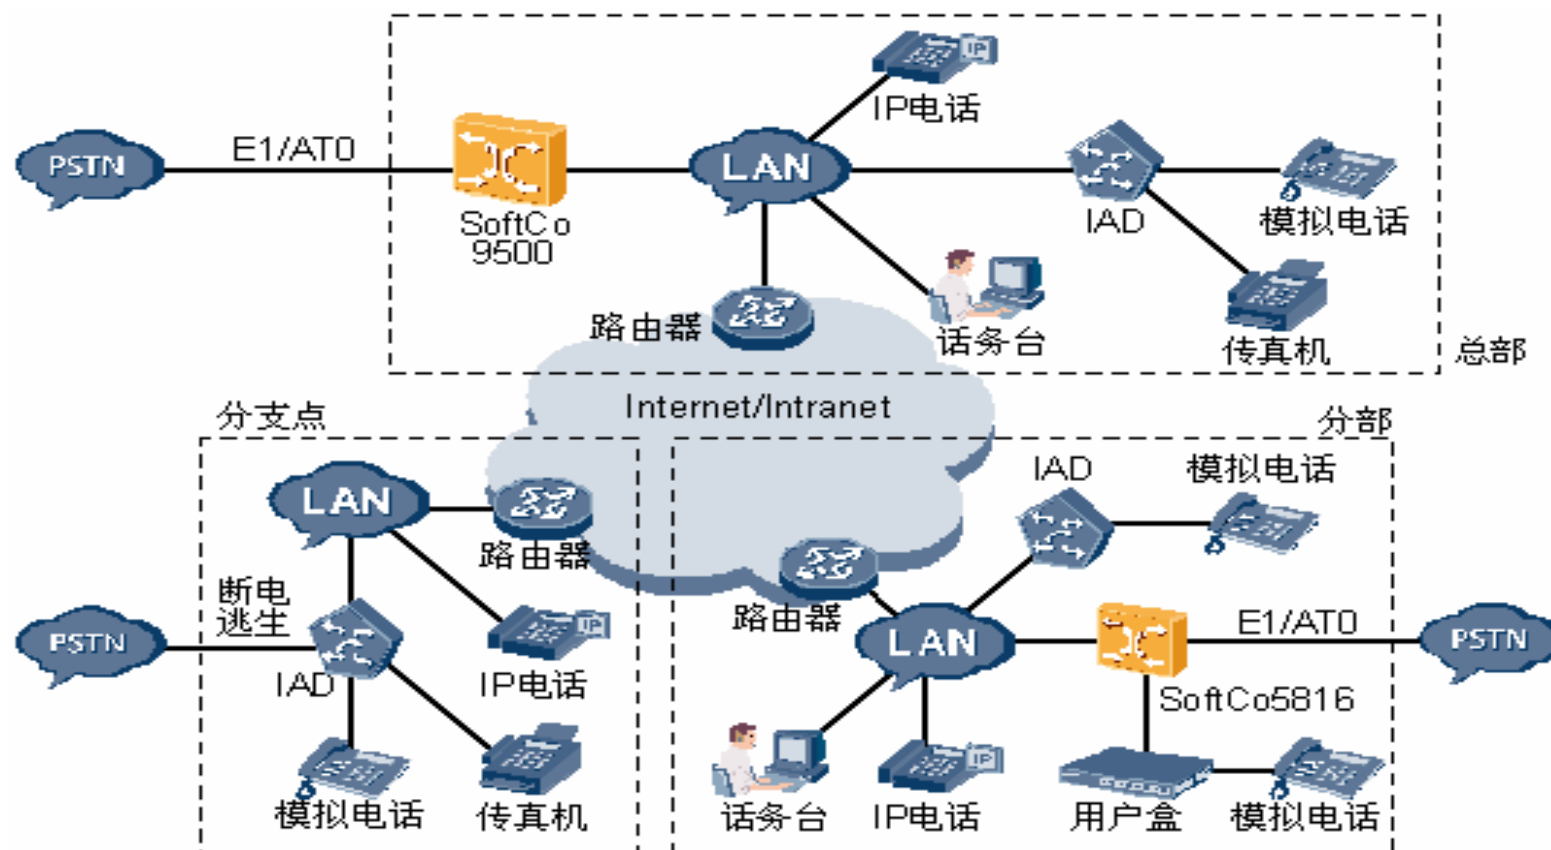 IP
IP电话
PSTN
E1/AT0
LAN
SoftCo
9500
IAD
模拟电话
路由器
话务台
传真机
总部
Internet/Intranet
分支点
LAN
路由器
断电
逃生
PSTN
IAD
IP
IP电话
模拟电话
传真机
分部
IAD
模拟电话
路由器
LAN
E1/AT0
PSTN
SoftCo5816
IP
话务台
IP电话
用户盒
模拟电话